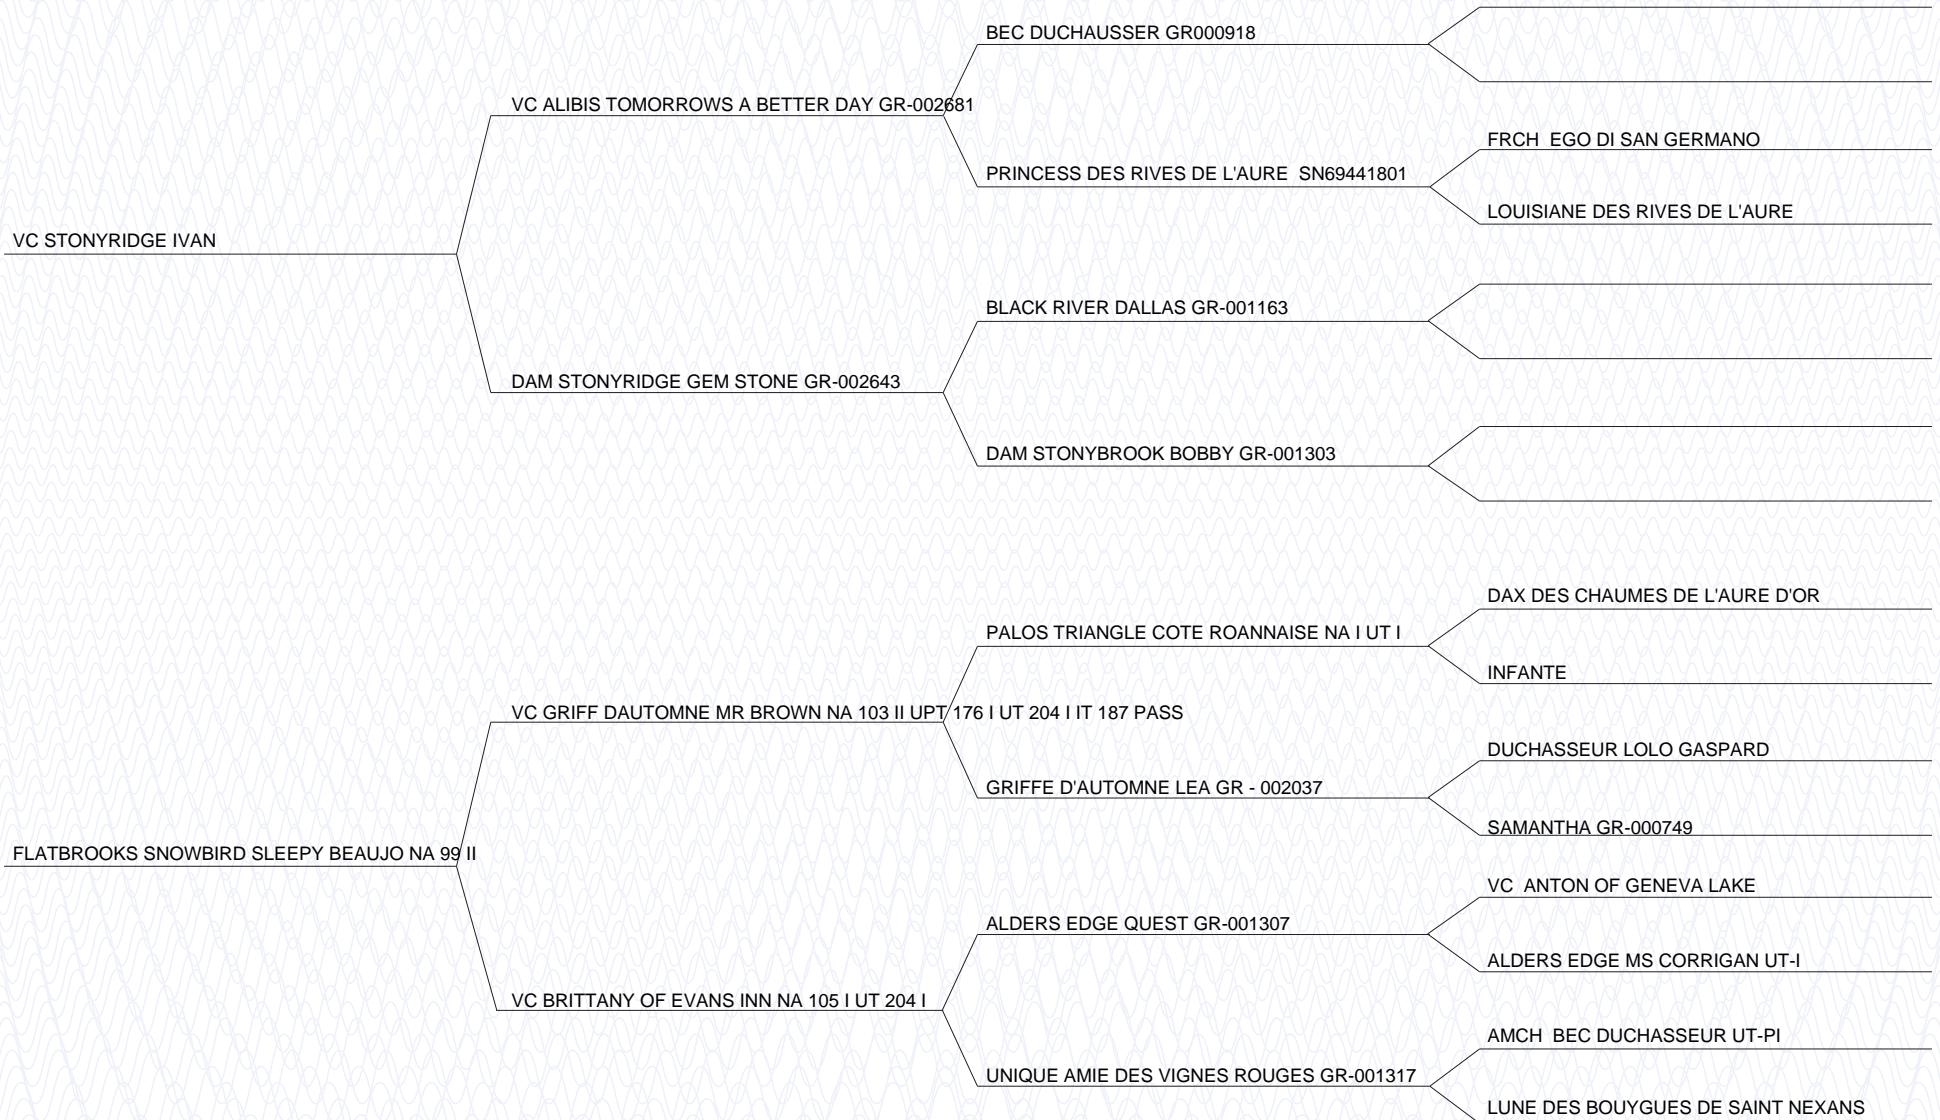 BEC DUCHAUSSER GR000918
VC ALIBIS TOMORROWS A BETTER DAY GR-002681
FRCH  EGO DI SAN GERMANO
PRINCESS DES RIVES DE L'AURE  SN69441801
LOUISIANE DES RIVES DE L'AURE
VC STONYRIDGE IVAN
BLACK RIVER DALLAS GR-001163
DAM STONYRIDGE GEM STONE GR-002643
DAM STONYBROOK BOBBY GR-001303
DAX DES CHAUMES DE L'AURE D'OR
PALOS TRIANGLE COTE ROANNAISE NA I UT I
INFANTE
VC GRIFF DAUTOMNE MR BROWN NA 103 II UPT 176 I UT 204 I IT 187 PASS
DUCHASSEUR LOLO GASPARD
GRIFFE D'AUTOMNE LEA GR - 002037
SAMANTHA GR-000749
FLATBROOKS SNOWBIRD SLEEPY BEAUJO NA 99 II
VC  ANTON OF GENEVA LAKE
ALDERS EDGE QUEST GR-001307
ALDERS EDGE MS CORRIGAN UT-I
VC BRITTANY OF EVANS INN NA 105 I UT 204 I
AMCH  BEC DUCHASSEUR UT-PI
UNIQUE AMIE DES VIGNES ROUGES GR-001317
LUNE DES BOUYGUES DE SAINT NEXANS